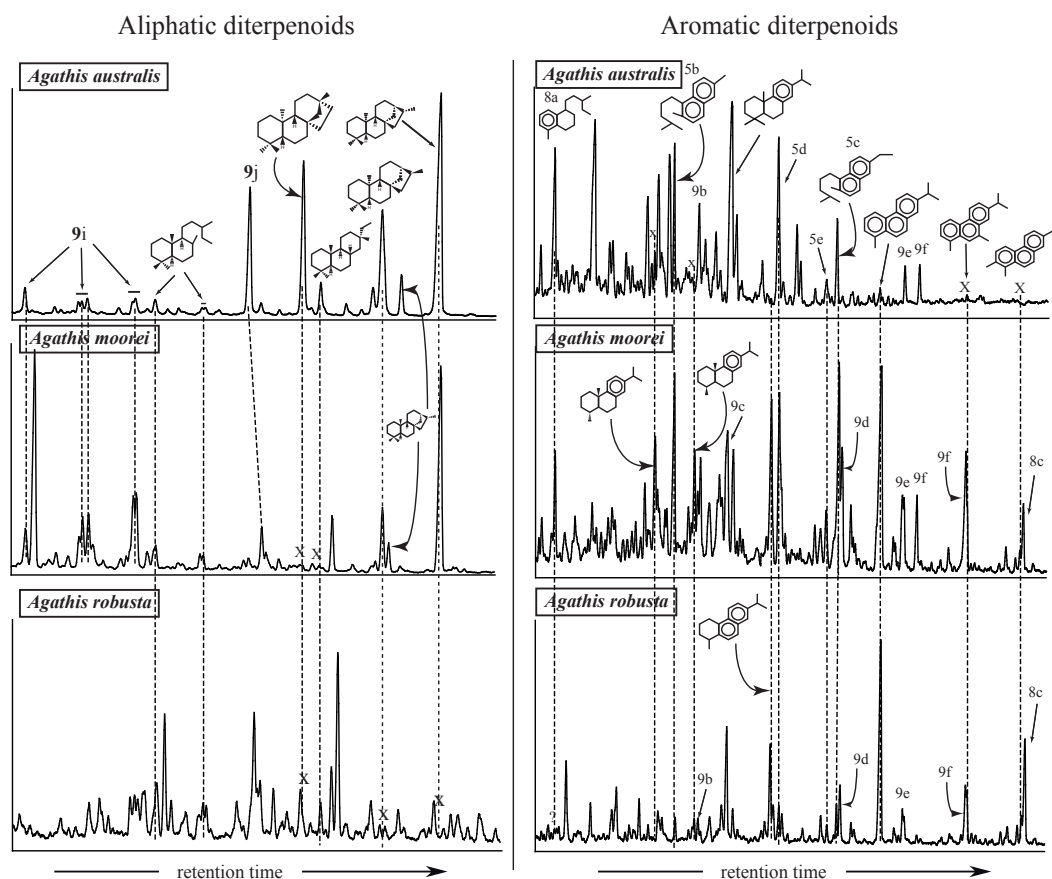 Aliphatic diterpenoids
Agathis australis
9i
9j
Agathis moorei
x
x
Agathis robusta
x
x
x
retention time
Aromatic diterpenoids
Agathis australis
8a
5b
x
x
9b
5d
5e
5c
9e
9f
X
X
Agathis moorei
9c
9d
9e
9f
9f
8c
Agathis robusta
?
9b
9d
9e
9f
8c
retention time